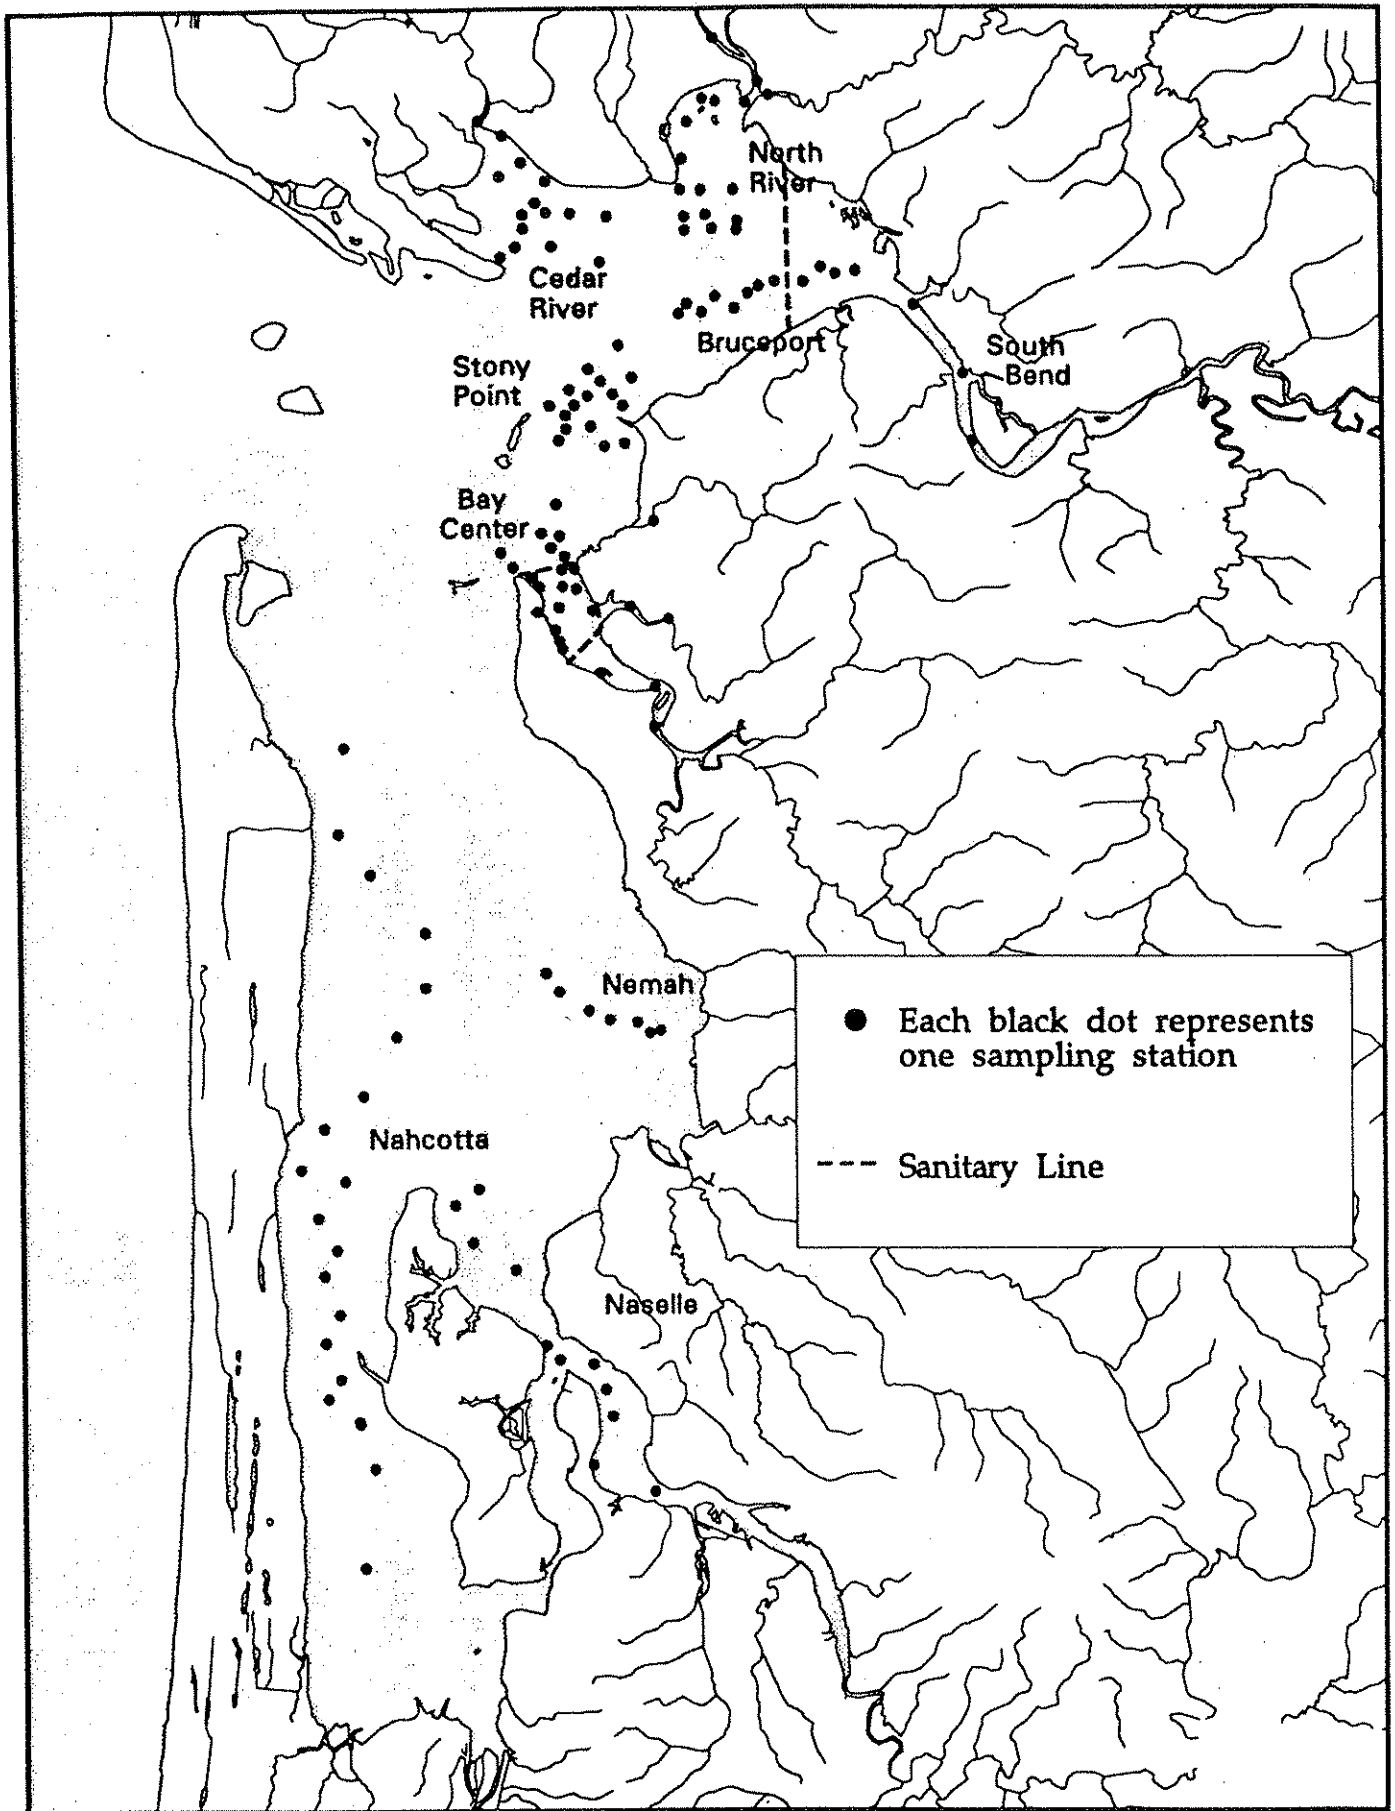 North
River
Cedar
River
Bruceport
South
Bend
Stony
Point
Bay
Center
Nemah
Each black dot represents
one sampling station
Nahcotta
--- Sanitary Line
Naselle